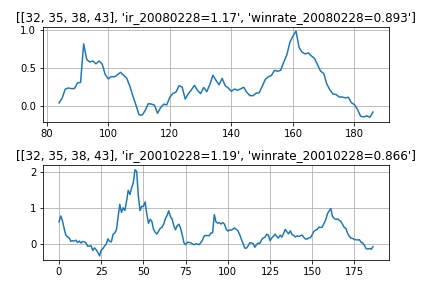 [[32, 35, 38, 43], 'ir_20080228=1.17', 'winrate_20080228=0.893']
1.0
0.5
0.0
80 100 120 140 160 180
[[32, 35, 38, 43], 'ir_20010228=1.19', 'winrate_20010228=0.866']
2
1
0
0 25 50 75 100 125 150 175